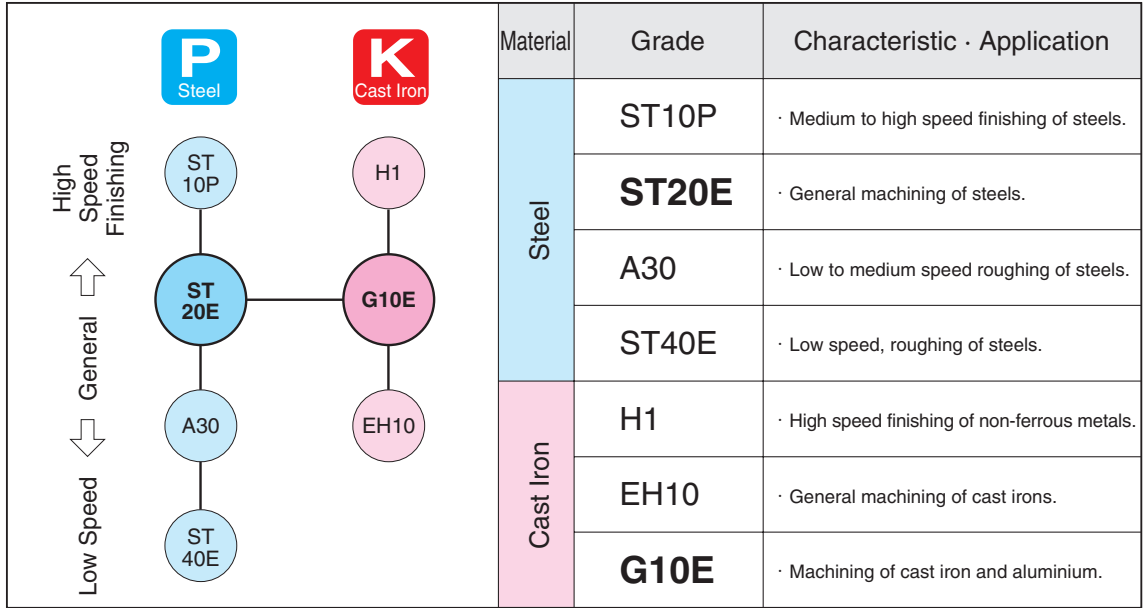 P
Steel
K
Cast Iron
High
Speed
Finishing
General
Low Speed
ST
10P
H1
ST
20E
G10E
A30
EH10
ST
40E
Material
Grade
Characteristic · Application
Steel
ST10P
· Medium to high speed finishing of steels.
ST20E
· General machining of steels.
A30
· Low to medium speed roughing of steels.
ST40E
· Low speed, roughing of steels.
Cast Iron
H1
· High speed finishing of non-ferrous metals.
EH10
· General machining of cast irons.
G10E
· Machining of cast iron and aluminium.